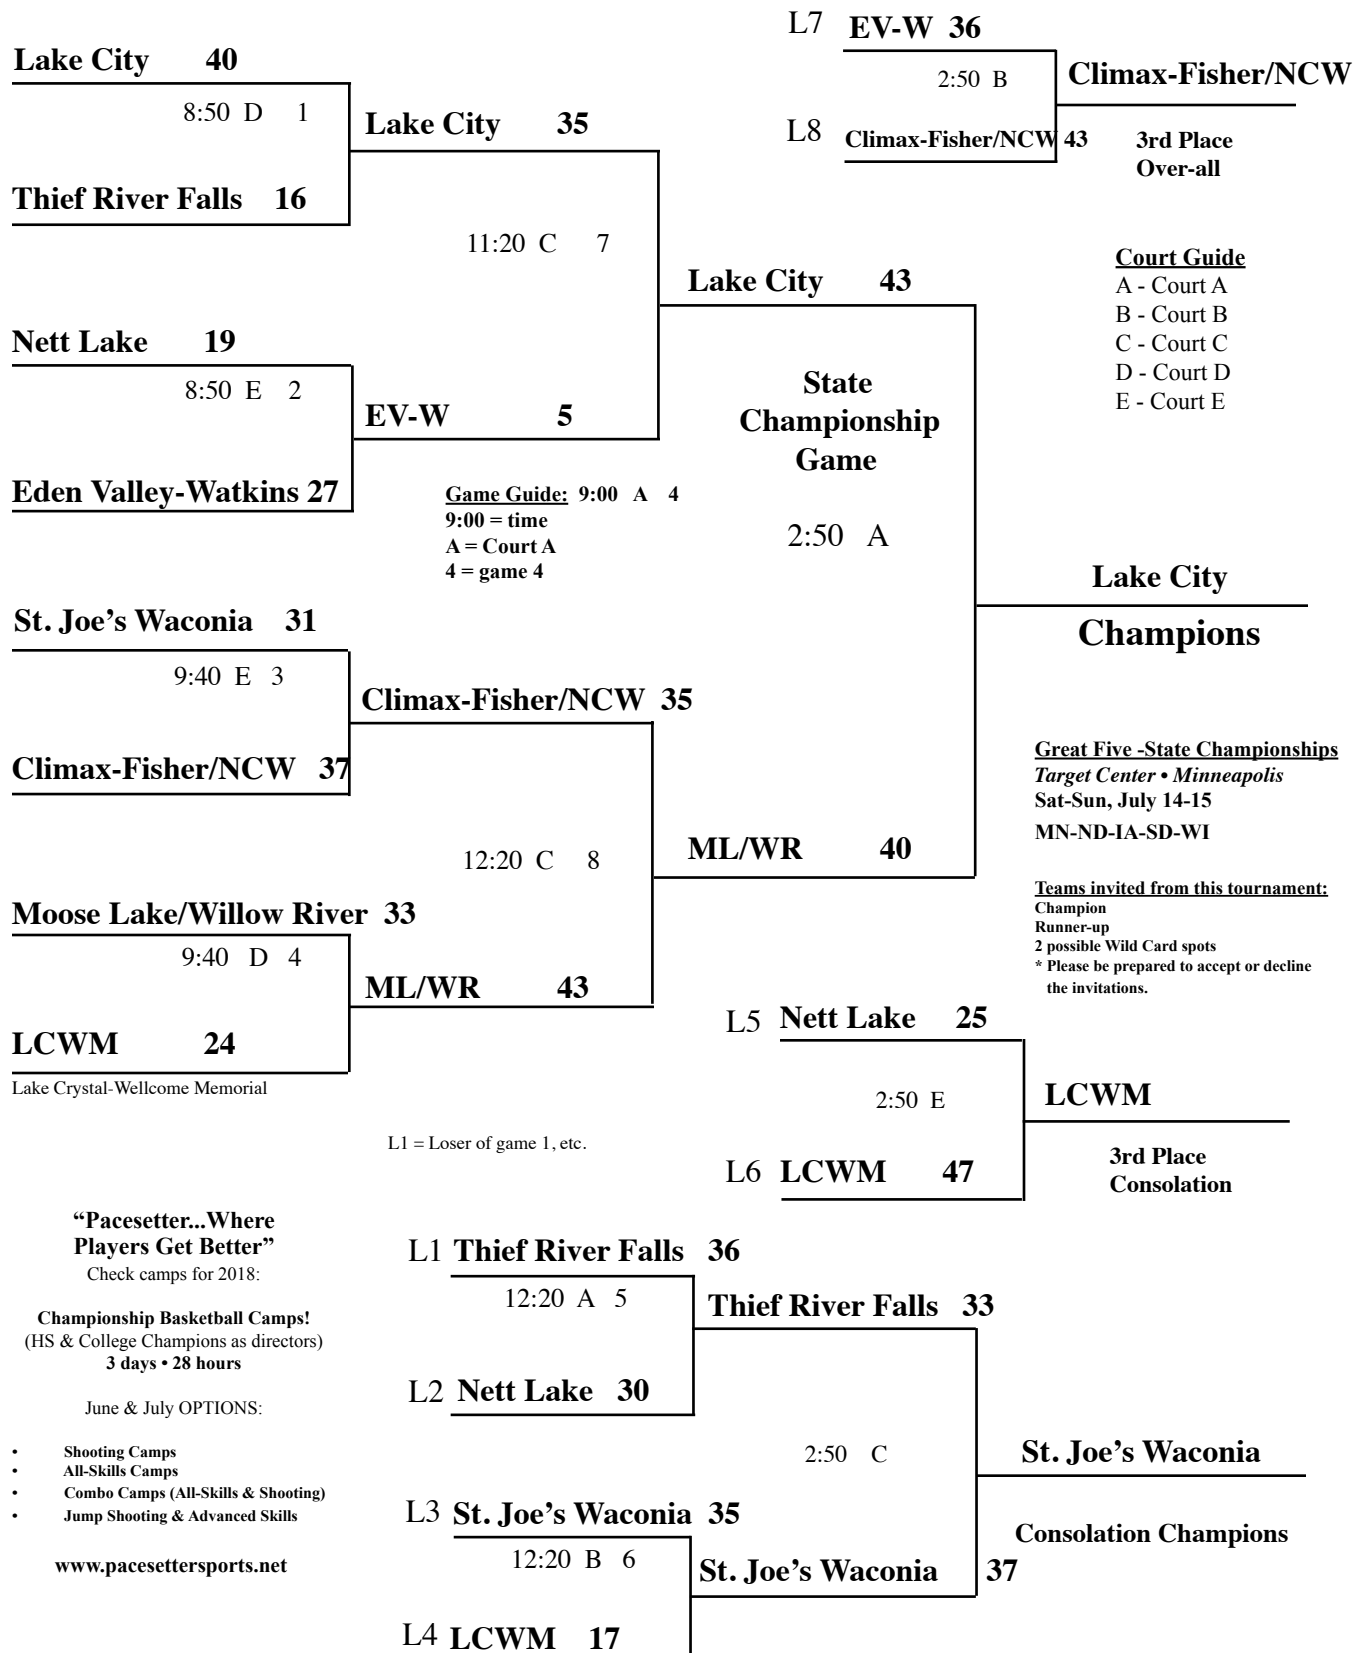 L7 EV-W 36
Lake City 40
2:50 B
Climax-Fisher/NCW
8:50 D 1
Lake City 35
L8 Climax-Fisher/NCW 43
3rd Place
Over-all
Thief River Falls 16
11:20 C 7
Court Guide
A - Court A
B - Court B
C - Court C
D - Court D
E - Court E
Lake City 43
Nett Lake 19
8:50 E 2
EV-W 5
State
Championship
Game
2:50 A
Eden Valley-Watkins 27
Game Guide: 9:00 A 4
9:00 = time
A = Court A
4 = game 4
Lake City
Champions
St. Joe's Waconia 31
9:40 E 3
Climax-Fisher/NCW 35
Climax-Fisher/NCW 37
Great Five -State Championships
Target Center • Minneapolis
Sat-Sun, July 14-15
MN-ND-IA-SD-WI
12:20 C 8
ML/WR 40
Teams invited from this tournament:
Champion
Runner-up
2 possible Wild Card spots
* Please be prepared to accept or decline
the invitations.
Moose Lake/Willow River 33
9:40 D 4
ML/WR 43
LCWM 24
Lake Crystal-Wellcome Memorial
L5 Nett Lake 25
2:50 E
LCWM
L1 = Loser of game 1, etc.
L6 LCWM 47
3rd Place
Consolation
“Pacesetter...Where
Players Get Better”
Check camps for 2018:
Championship Basketball Camps!
(HS & College Champions as directors)
3 days • 28 hours
June & July OPTIONS:
• Shooting Camps
• All-Skills Camps
• Combo Camps (All-Skills & Shooting)
• Jump Shooting & Advanced Skills
www.pacesettersports.net
L1 Thief River Falls 36
12:20 A 5
Thief River Falls 33
L2 Nett Lake 30
2:50 C
St. Joe's Waconia
Consolation Champions
L3 St. Joe's Waconia 35
12:20 B 6
St. Joe's Waconia 37
L4 LCWM 17